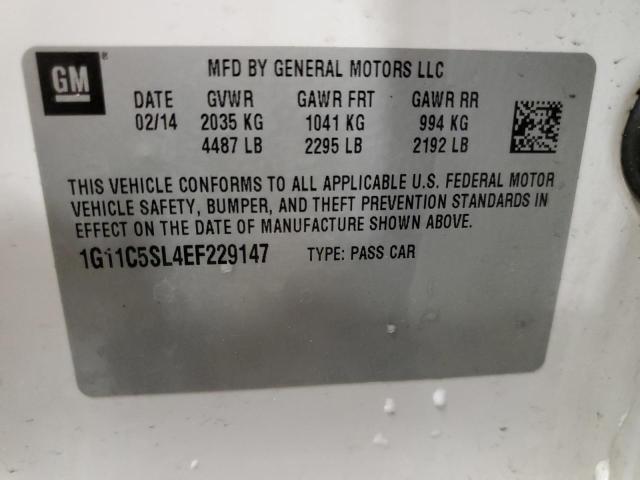 GM ® MFD BY GENERAL MOTORS LLC
DATE GVWR GAWR FRT GAWR RR
02/14 2035 KG 1041 KG 994 KG
4487 LB 2295 LB 2192 LB
THIS VEHICLE CONFORMS TO ALL APPLICABLE U.S. FEDERAL MOTOR
VEHICLE SAFETY, BUMPER, AND THEFT PREVENTION STANDARDS IN
EFFECT ON THE DATE OF MANUFACTURE SHOWN ABOVE.
1G11C5SL4EF229147 TYPE: PASS CAR